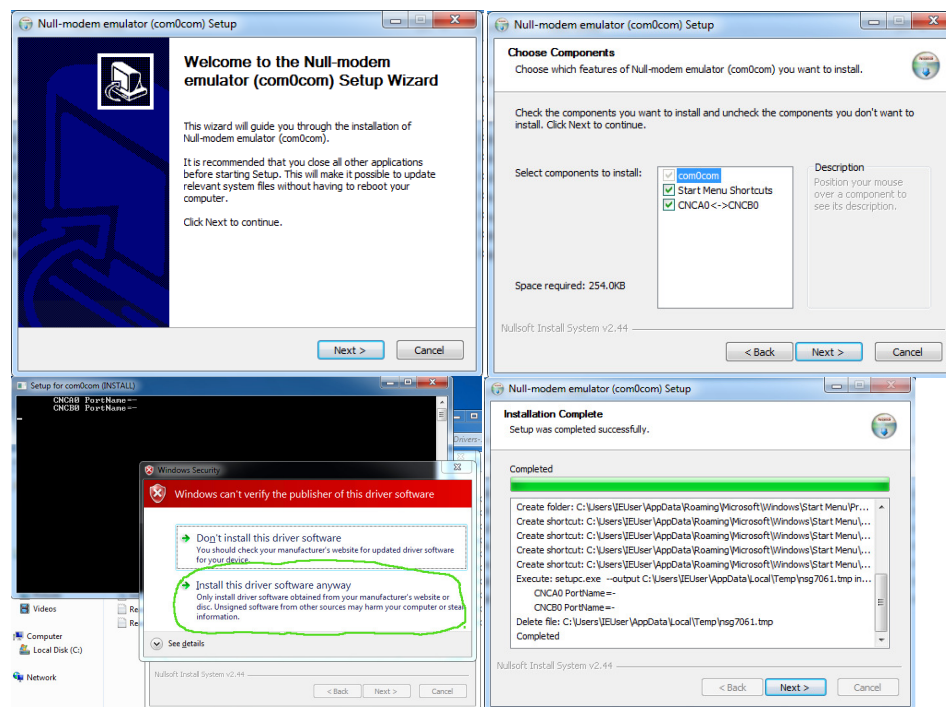 Null-modem emulator (com0com) Setup
Welcome to the Null-modem
emulator (com0com) Setup Wizard
This wizard will guide you through the installation of
Null-modem emulator (com0com).
It is recommended that you close all other applications
before starting Setup. This will make it possible to update
relevant system files without having to reboot your
computer.
Click Next to continue.
Next >
Cancel
Null-modem emulator (com0com) Setup
Choose Components
Choose which features of Null-modem emulator (com0com) you want to install.
Check the components you want to install and uncheck the components you don't want to
install. Click Next to continue.
Select components to install:
com0com
Start Menu Shortcuts
CNCA0<->CNCB0
Description
Position your mouse
over a component to
see its description.
Space required: 254.0KB
Nullsoft Install System v2.44
< Back
Next >
Cancel
Setup for com0com (INSTALL)
CNCA0 PortName=-
CNCB0 PortName=-
Drivers-
Windows Security
Windows can't verify the publisher of this driver software
Don't install this driver software
You should check your manufacturer's website for updated driver software
for your device.
Install this driver software anyway
Only install driver software obtained from your manufacturer's website or
disc. Unsigned software from other sources may harm your computer or steal
information.
See details
Videos
Re
Re
Computer
Local Disk (C:)
Network
Nullsoft Install System v2.44
< Back
Next >
Cancel
Null-modem emulator (com0com) Setup
Installation Complete
Setup was completed successfully.
Completed
Create folder: C:\Users\IEUser\AppData\Roaming\Microsoft\Windows\Start Menu\Pr...
Create shortcut: C:\Users\IEUser\AppData\Roaming\Microsoft\Windows\Start Menu\...
Create shortcut: C:\Users\IEUser\AppData\Roaming\Microsoft\Windows\Start Menu\...
Create shortcut: C:\Users\IEUser\AppData\Roaming\Microsoft\Windows\Start Menu\...
Create shortcut: C:\Users\IEUser\AppData\Roaming\Microsoft\Windows\Start Menu\...
Execute: setupc.exe --output C:\Users\IEUser\AppData\Local\Temp\nsg7061.tmp in...
CNCA0 PortName=-
CNCB0 PortName=-
Delete file: C:\Users\IEUser\AppData\Local\Temp\nsg7061.tmp
Completed
Nullsoft Install System v2.44
< Back
Next >
Cancel